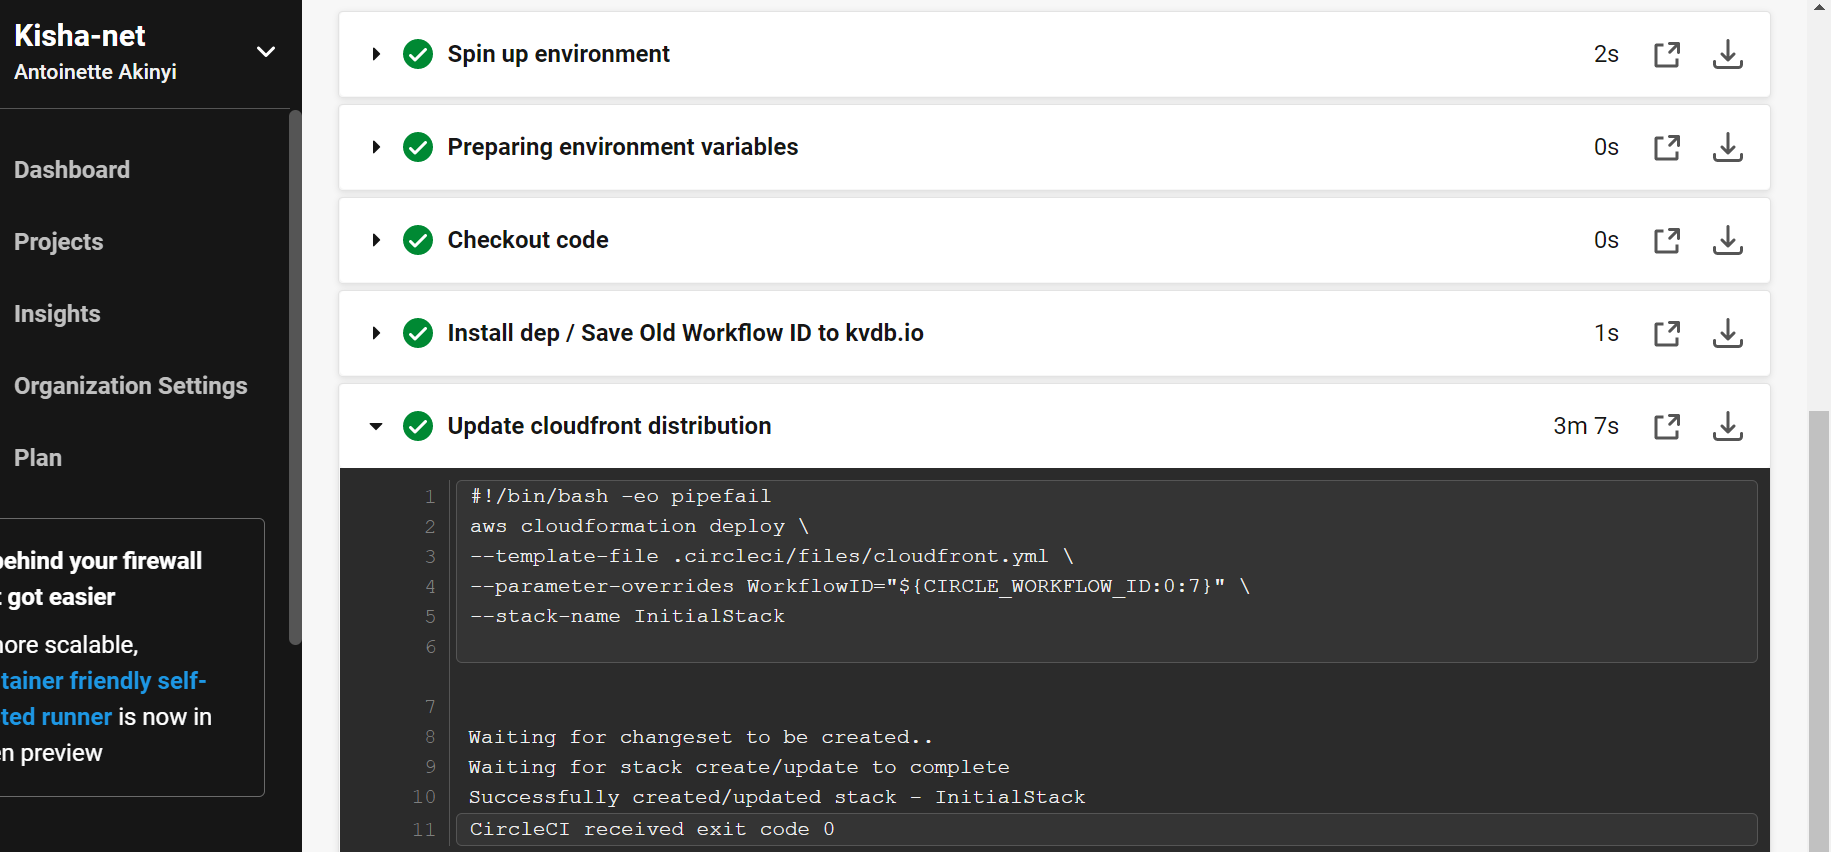 Kisha-net
Antoinette Akinyi
Dashboard
Projects
Insights
Organization Settings
Plan
behind your firewall
got easier
more scalable,
tainer friendly self-
ted runner is now in
n preview
Spin up environment 2s
Preparing environment variables 0s
Checkout code 0s
Install dep / Save Old Workflow ID to kvdb.io 1s
Update cloudfront distribution 3m 7s
1 #!/bin/bash -eo pipefail
2 aws cloudformation deploy \
3 --template-file .circleci/files/cloudfront.yml \
4 --parameter-overrides WorkflowID="${CIRCLE_WORKFLOW_ID:0:7}" \
5 --stack-name InitialStack
6
7
8 Waiting for changeset to be created..
9 Waiting for stack create/update to complete
10 Successfully created/updated stack - InitialStack
11 CircleCI received exit code 0